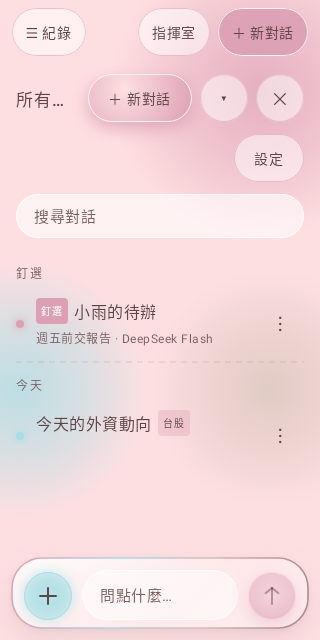 ☰ 紀錄
指揮室
＋ 新對話
所有...
＋ 新對話
設定
搜尋對話
釘選
釘選 小雨的待辦
週五前交報告 · DeepSeek Flash
今天
今天的外資動向 台股
問點什麼...